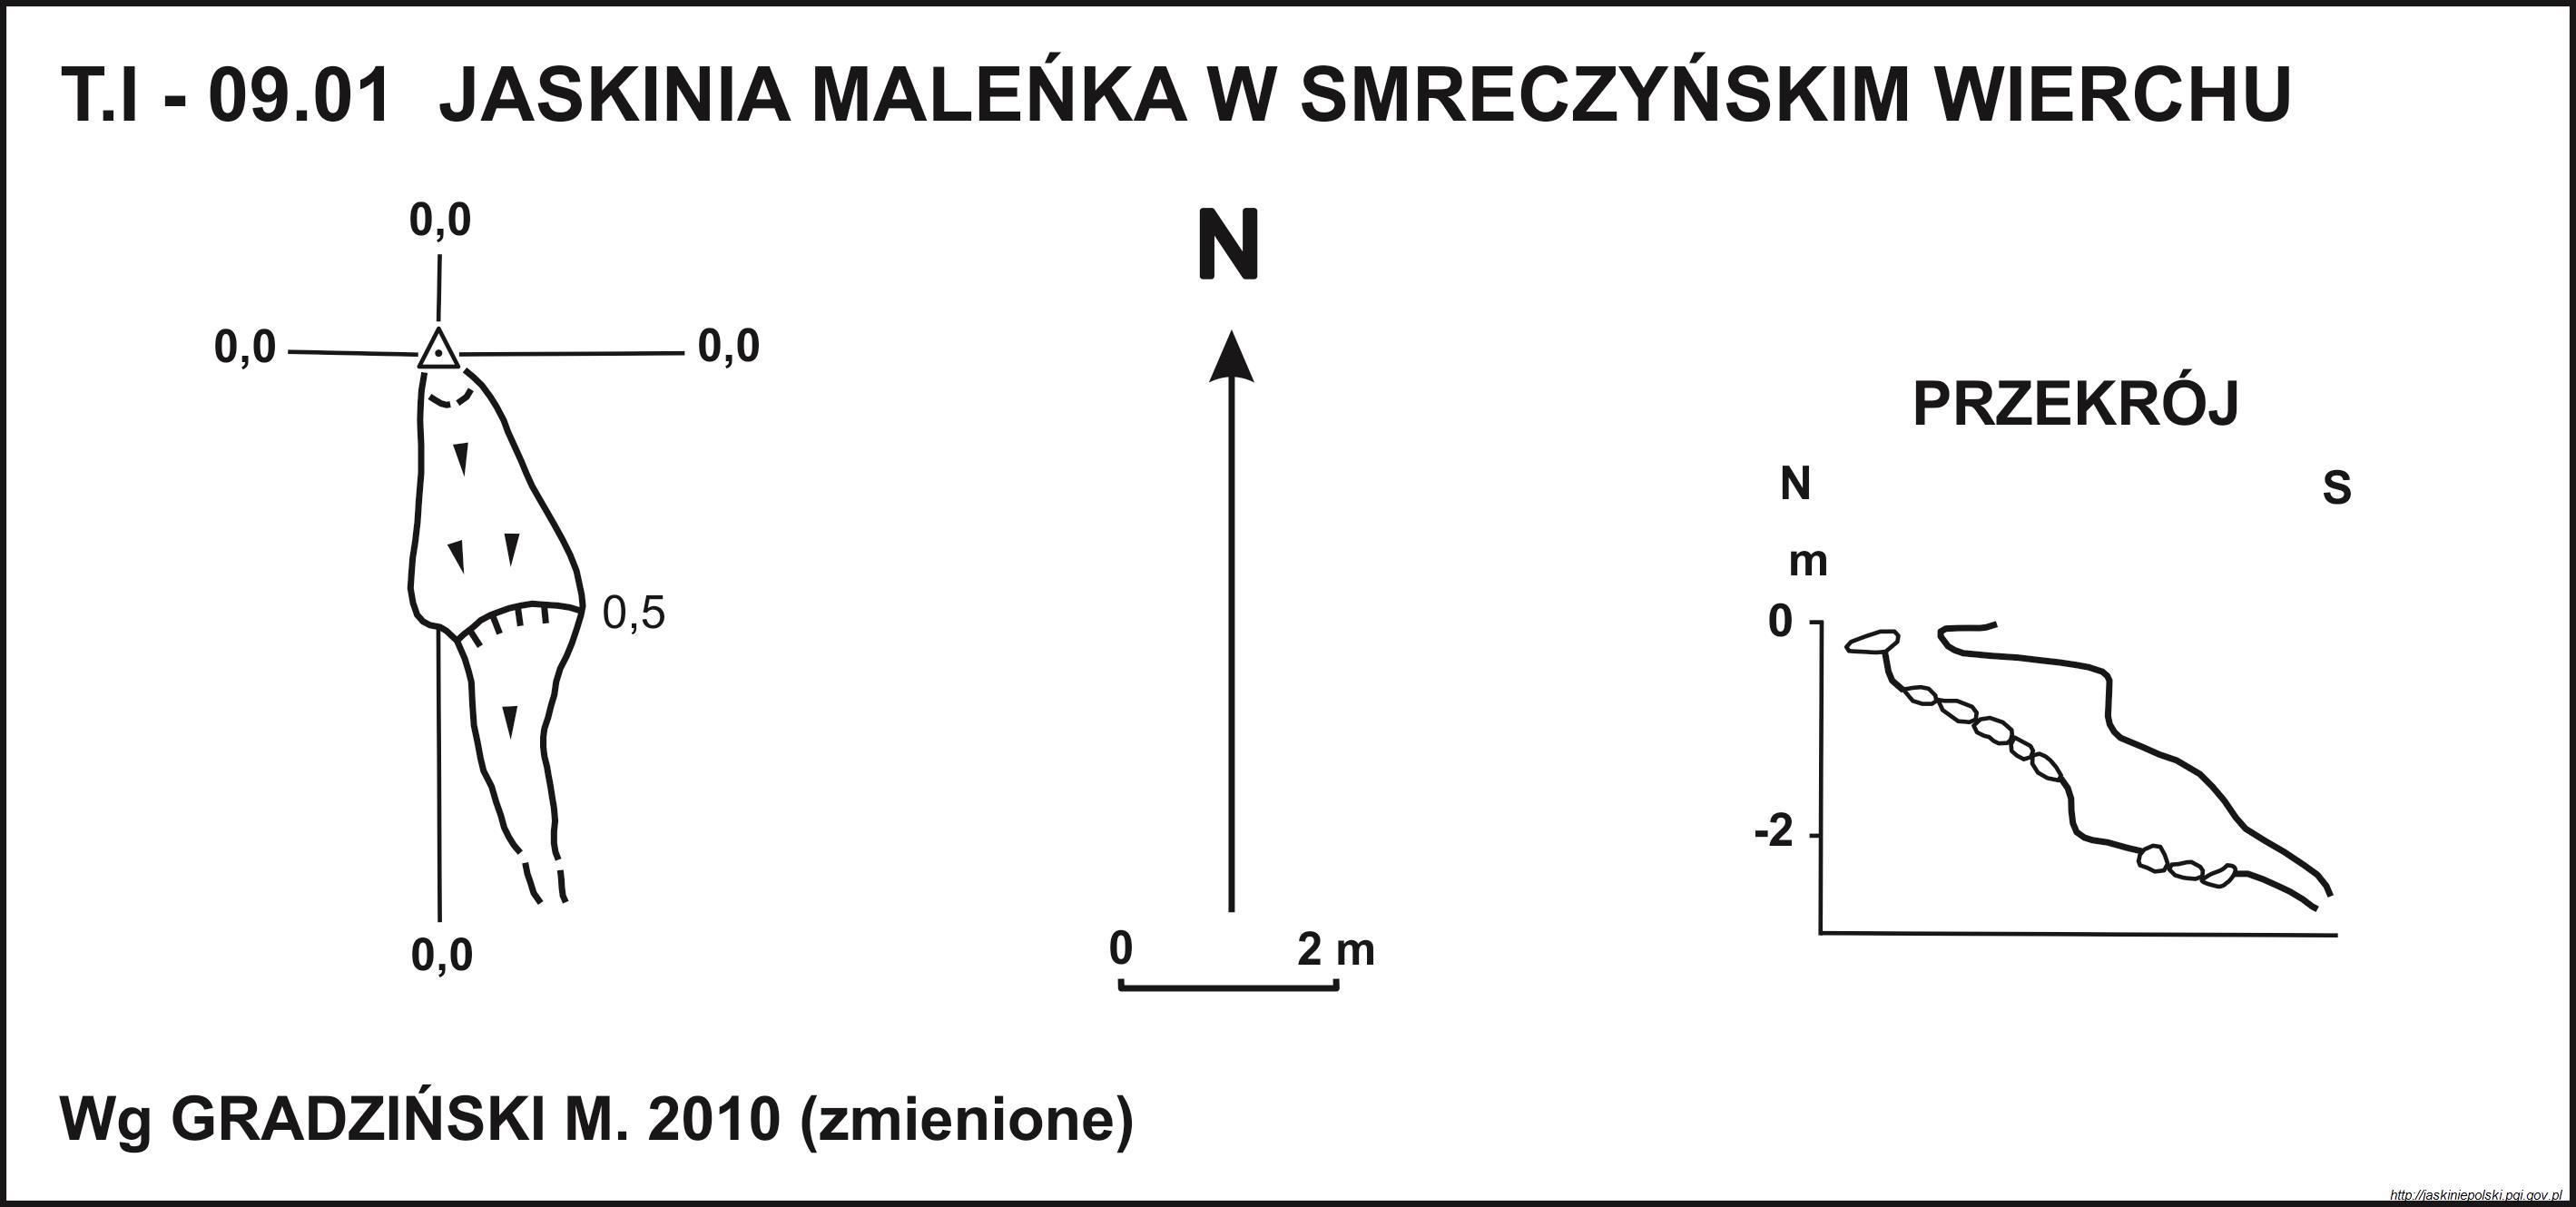 T.I - 09.01 JASKINIA MALEŃKA W SMRECZYŃSKIM WIERCHU
0,0
N
0,0
0,0
PRZEKRÓJ
N
S
m
0,5
0
-2
0,0
0
2 m
Wg GRADZIŃSKI M. 2010 (zmienione)
http://jaskiniepolski.pgi.gov.pl